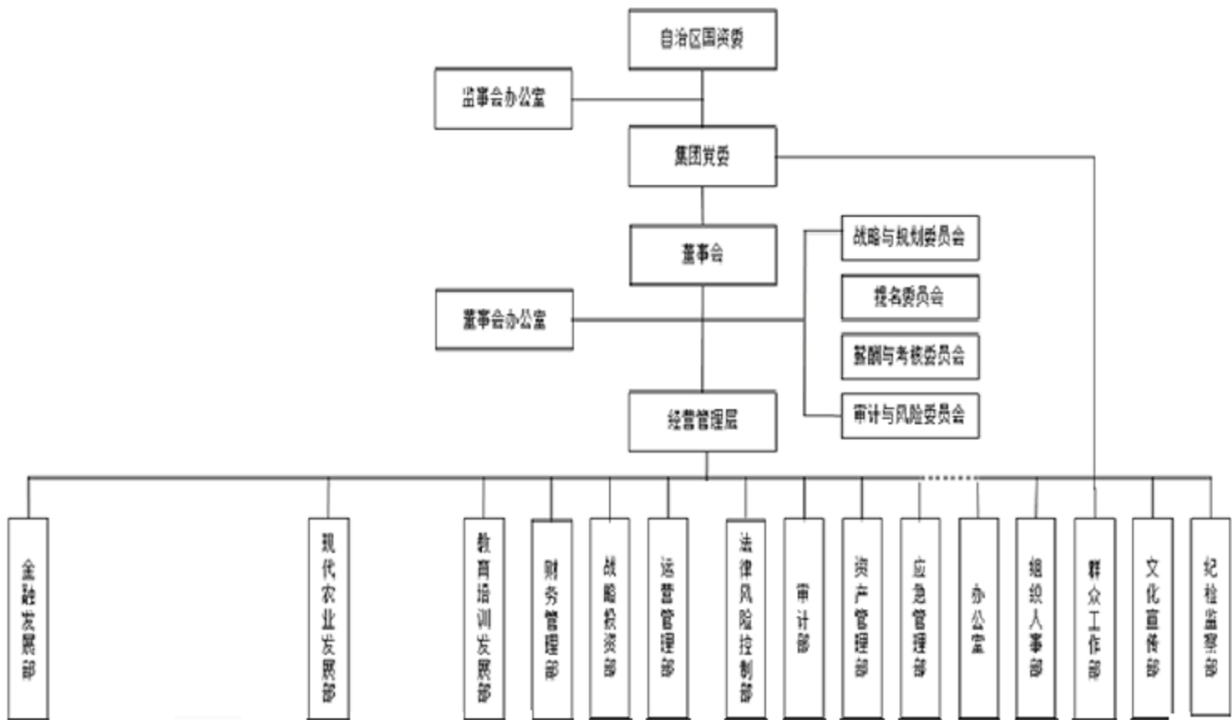 自治区国资委
监事会办公室
集团党委
董事会
战略与规划委员会
提名委员会
董事会办公室
薪酬与考核委员会
审计与风险委员会
经营管理层
金融发展部
现代农业发展部
教育培训发展部
财务管理部
战略投资部
运营管理部
法律风险控制部
审计部
资产管理部
应急管理部
办公室
组织人事部
群众工作部
文化宣传部
纪检监察部